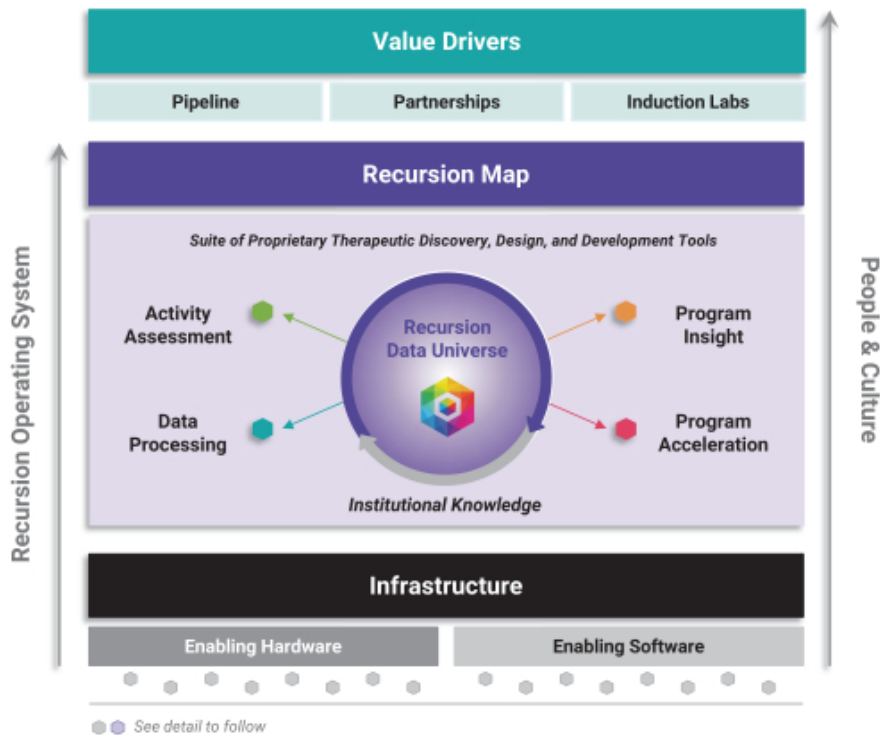 Value Drivers
Pipeline
Partnerships
Induction Labs
Recursion Map
Suite of Proprietary Therapeutic Discovery, Design, and Development Tools
Activity
Assessment
Recursion
Data Universe
Program
Insight
Data
Processing
Program
Acceleration
Institutional Knowledge
Infrastructure
Enabling Hardware
Enabling Software
See detail to follow
Recursion Operating System
People & Culture